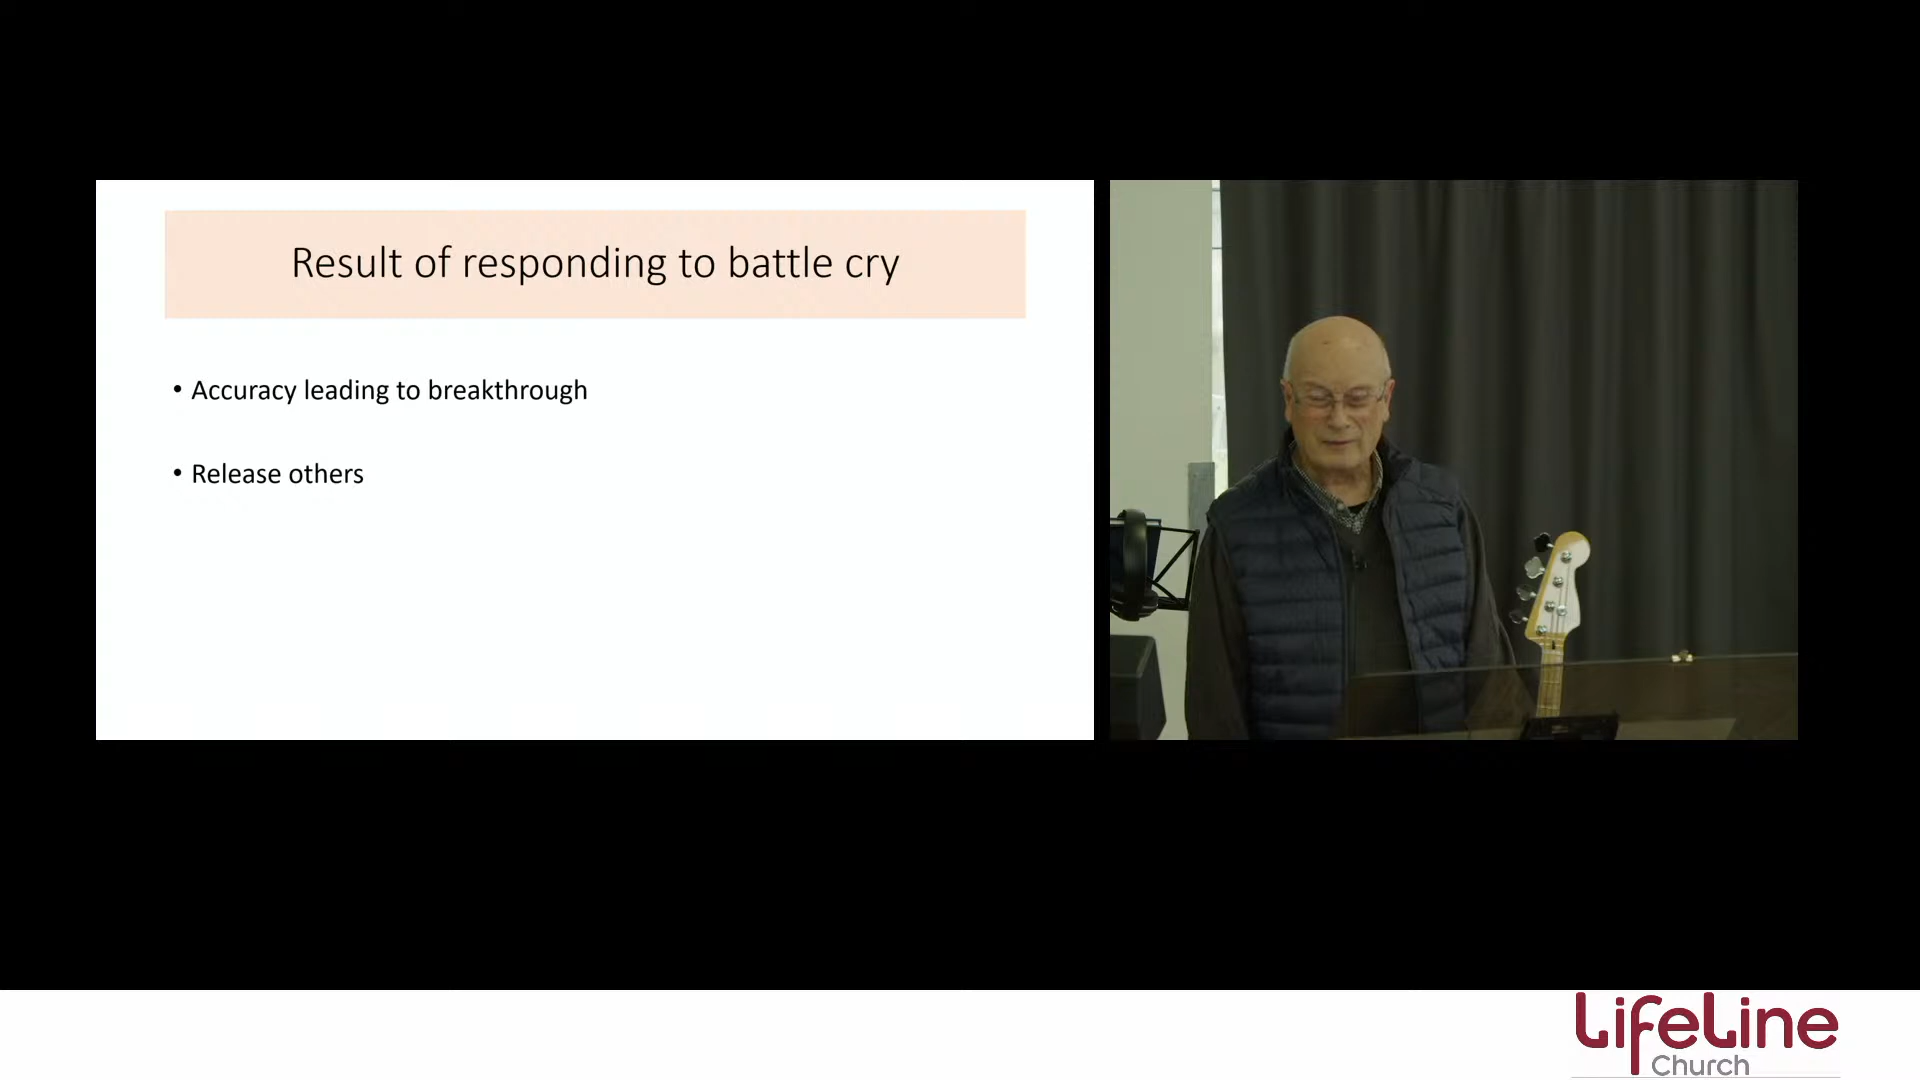 Result of responding to battle cry
• Accuracy leading to breakthrough
• Release others
LifeLine
Church